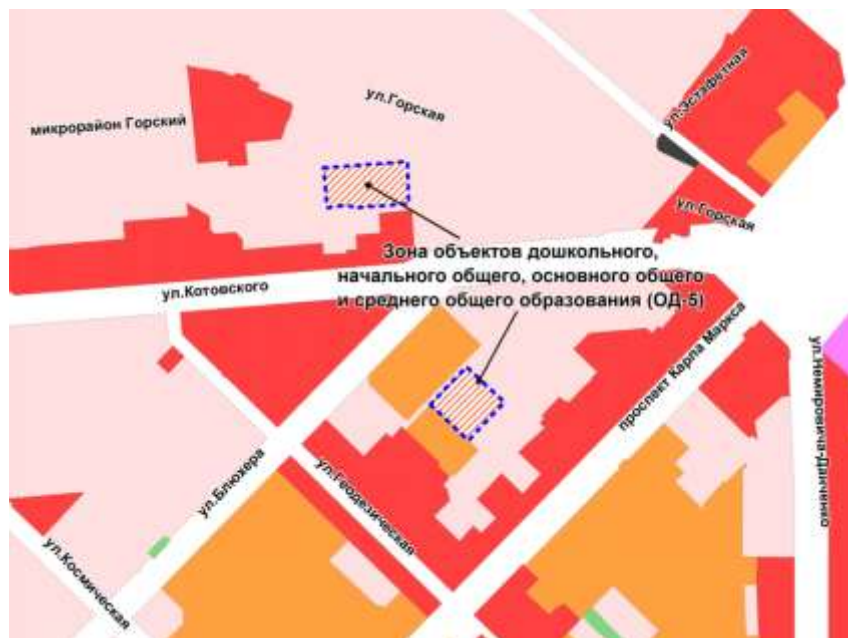 ул.Эстафетная
ул.Горская
микрорайон Горский
ул.Горская
Зона объектов дошкольного,
начального общего, основного общего
и среднего общего образования (ОД-5)
ул.Котовского
проспект Карла Маркса
ул.Немировича-Данченко
ул.Блюхера
ул.Геодезическая
ул.Космическая